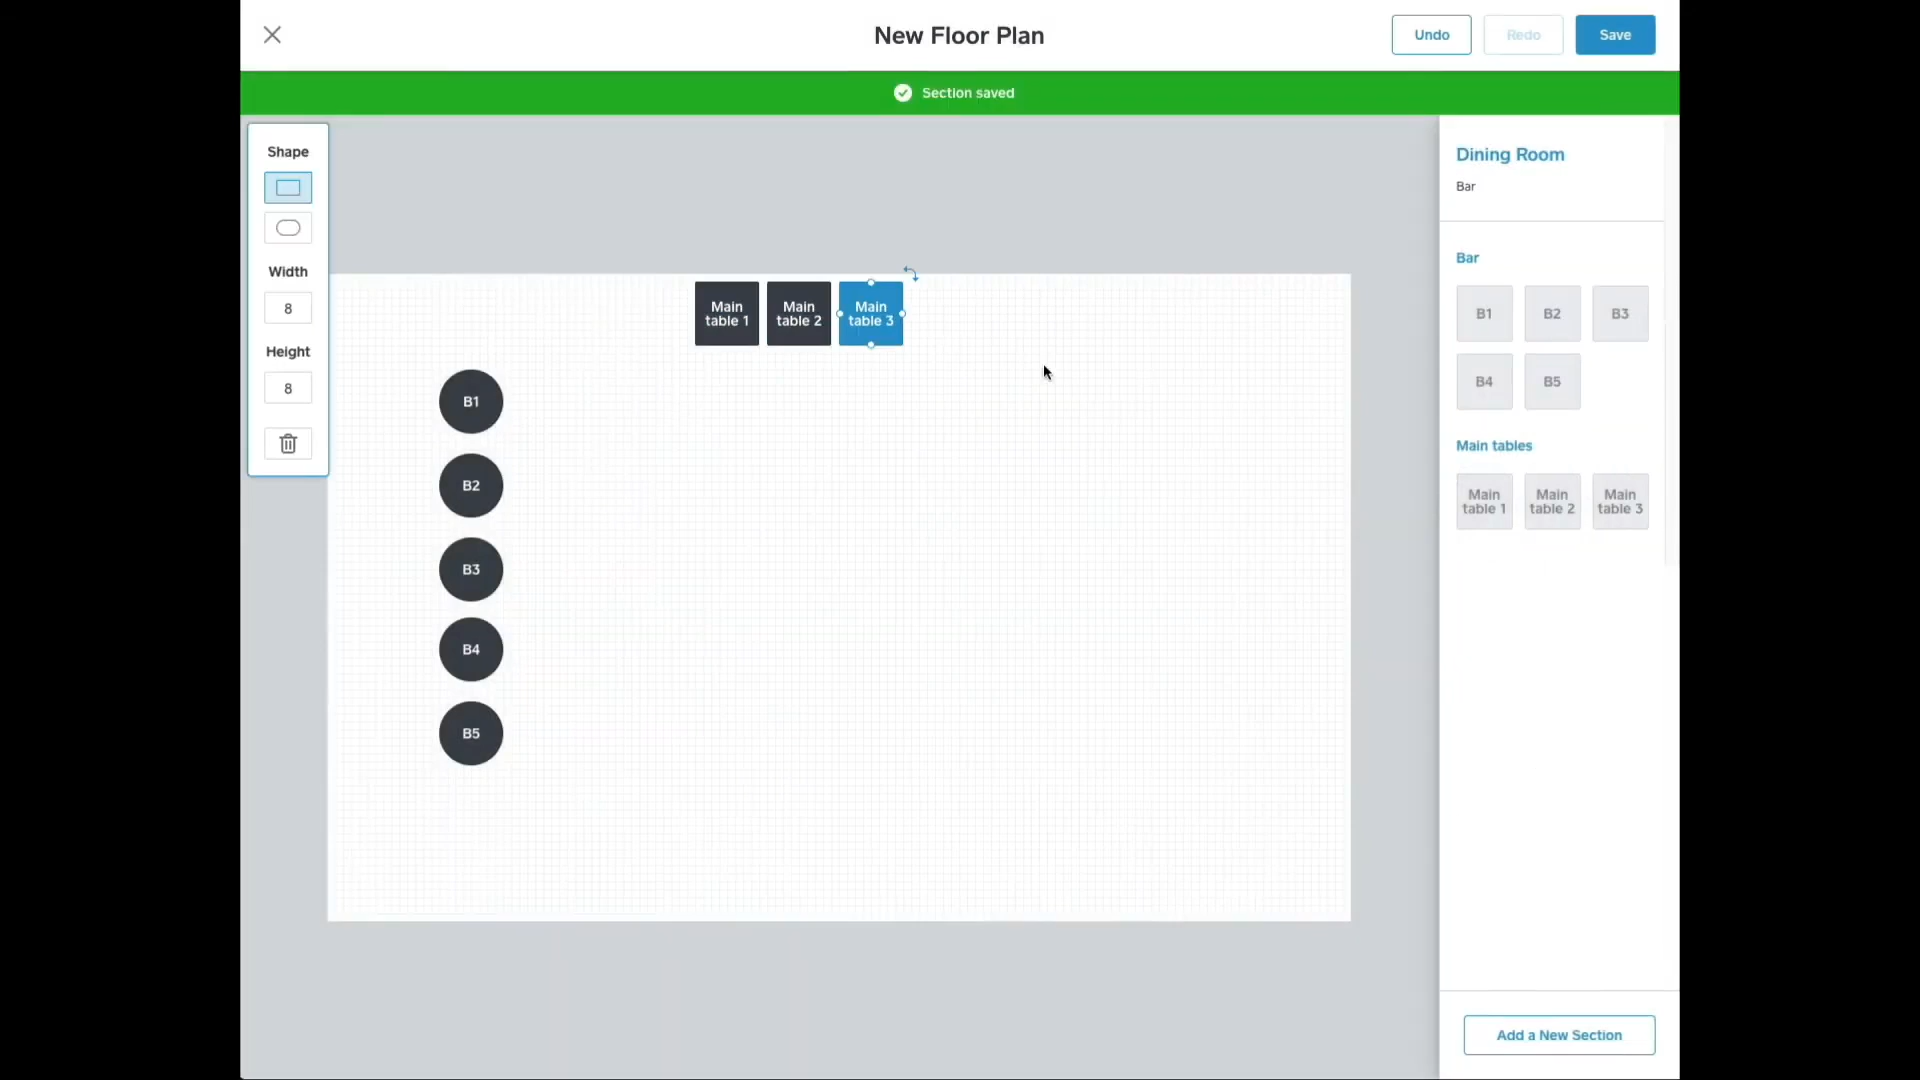 New Floor Plan
Undo
Redo
Save
Section saved
Shape
Width
8
Height
8
Main
table 1
Main
table 2
Main
table 3
B1
B2
B3
B4
B5
Dining Room
Bar
Bar
B1
B2
B3
B4
B5
Main tables
Main
table 1
Main
table 2
Main
table 3
Add a New Section